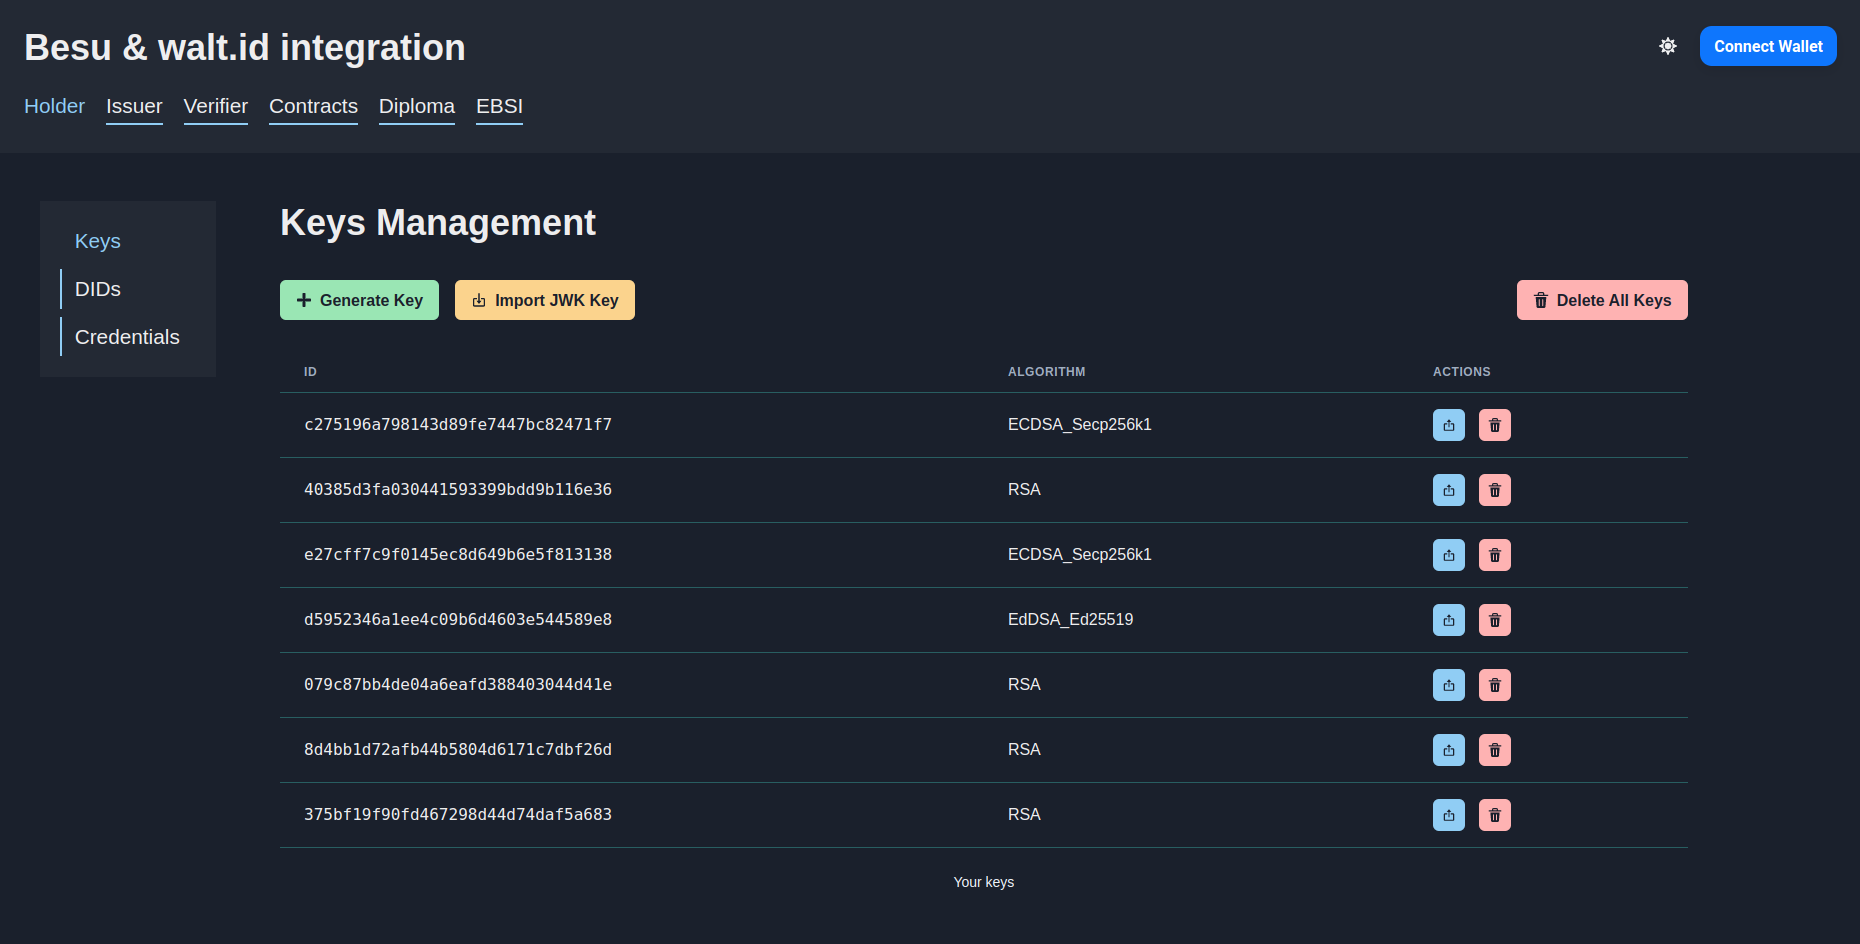 Besu & walt.id integration
Connect Wallet
Holder Issuer Verifier Contracts Diploma EBSI
Keys
DIDs
Credentials
Keys Management
Generate Key Import JWK Key Delete All Keys
ID ALGORITHM ACTIONS
c275196a798143d89fe7447bc82471f7 ECDSA_Secp256k1
40385d3fa030441593399bdd9b116e36 RSA
e27cff7c9f0145ec8d649b6e5f813138 ECDSA_Secp256k1
d5952346a1ee4c09b6d4603e544589e8 EdDSA_Ed25519
079c87bb4de04a6eafd388403044d41e RSA
8d4bb1d72afb44b5804d6171c7dbf26d RSA
375bf19f90fd467298d44d74daf5a683 RSA
Your keys